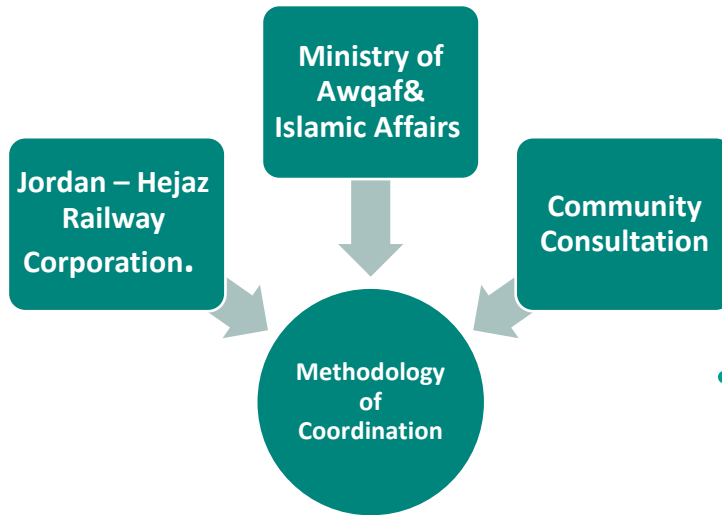 Ministry of
Awqaf&
Islamic Affairs
Jordan – Hejaz
Railway
Corporation.
Community
Consultation
Methodology
of
Coordination